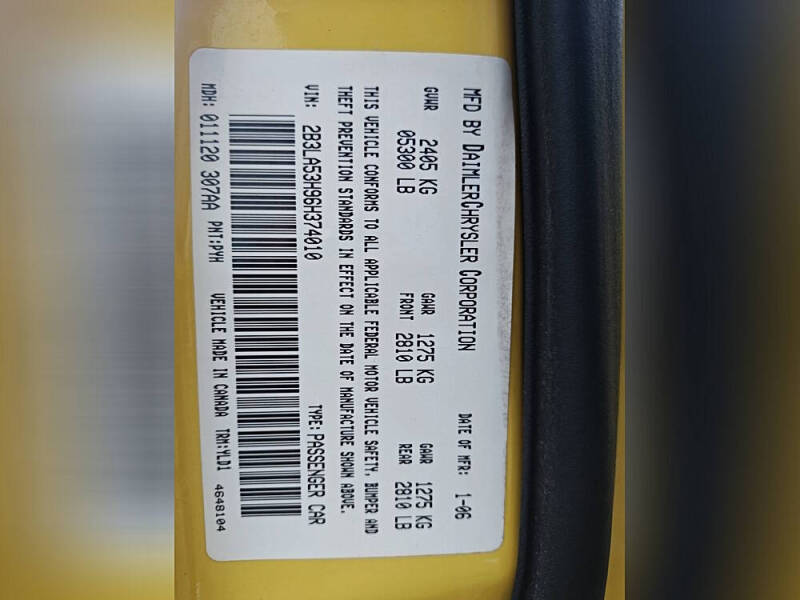 MFD BY DAIMLERCHRYSLER CORPORATION DATE OF MFR: 1-06
GVWR 2405 KG GAWR 1275 KG GAWR 1275 KG
05300 LB FRONT 2810 LB REAR 2810 LB
THIS VEHICLE CONFORMS TO ALL APPLICABLE FEDERAL MOTOR VEHICLE SAFETY, BUMPER AND
THEFT PREVENTION STANDARDS IN EFFECT ON THE DATE OF MANUFACTURE SHOWN ABOVE.
VIN: 2B3LA53H96H374010 TYPE: PASSENGER CAR
MDH: 011120 307AA PNT:PYH VEHICLE MADE IN CANADA TRM:YLD1 4648104